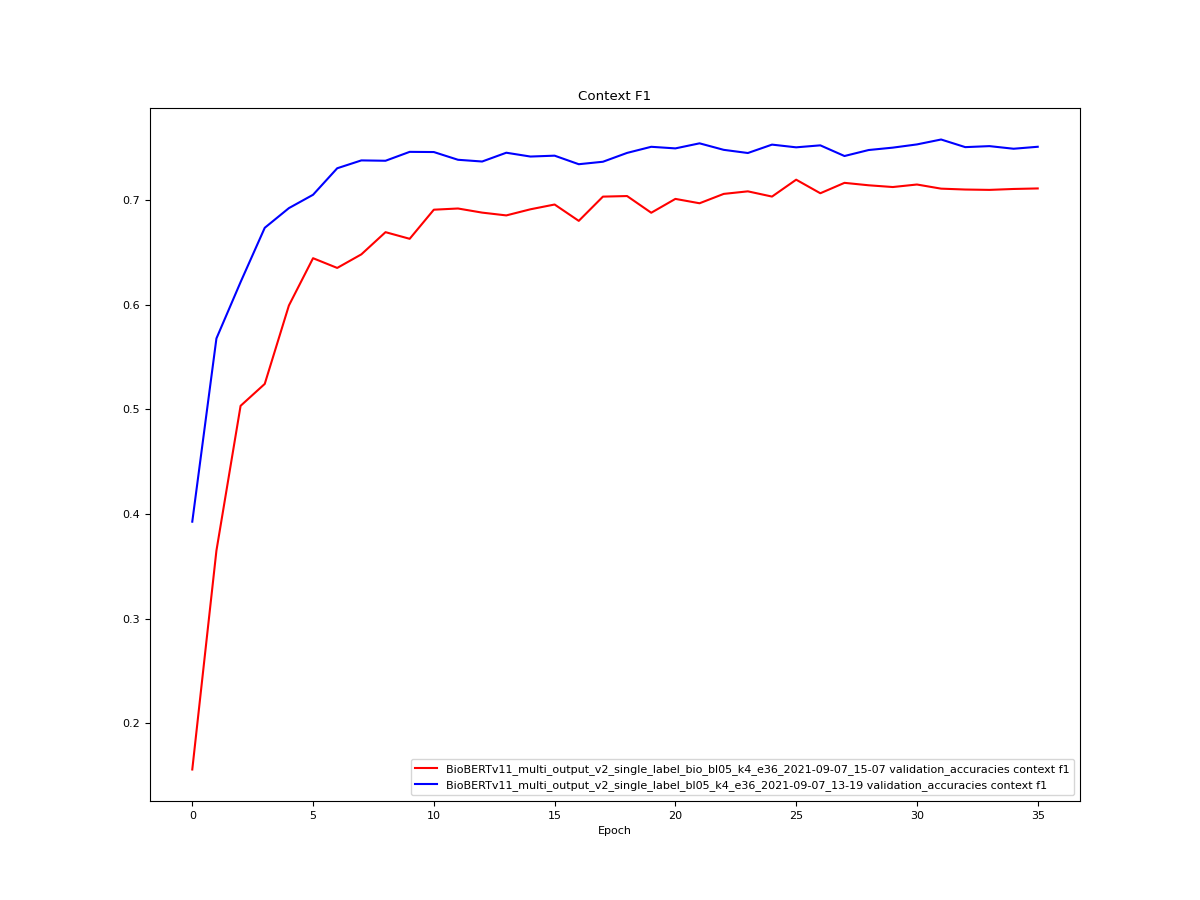 Context F1
0.7
0.6
0.5
0.4
0.3
0.2
BioBERTv11_multi_output_v2_single_label_bio_bl05_k4_e36_2021-09-07_15-07 validation_accuracies context f1
BioBERTv11_multi_output_v2_single_label_bl05_k4_e36_2021-09-07_13-19 validation_accuracies context f1
0 5 10 15 20 25 30 35
Epoch